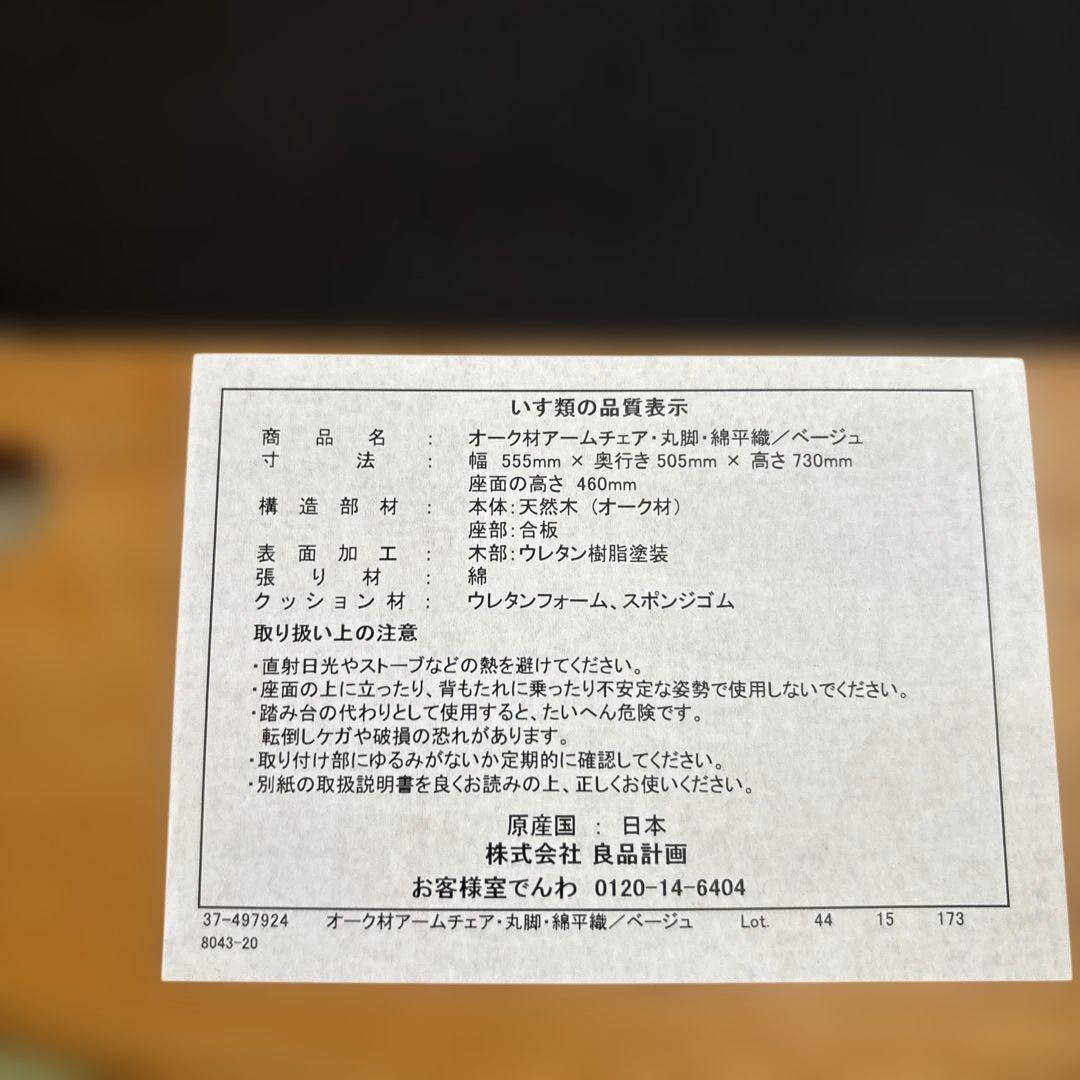 いす類の品質表示
商品名 : オーク材アームチェア・丸脚・綿平織／ベージュ
寸法 : 幅 555mm × 奥行き 505mm × 高さ 730mm
座面の高さ 460mm
構造部材 : 本体:天然木（オーク材）
座部:合板
表面加工 : 木部:ウレタン樹脂塗装
張り材 : 綿
クッション材 : ウレタンフォーム、スポンジゴム
取り扱い上の注意
・直射日光やストーブなどの熱を避けてください。
・座面の上に立ったり、背もたれに乗ったり不安定な姿勢で使用しないでください。
・踏み台の代わりとして使用すると、たいへん危険です。
転倒しケガや破損の恐れがあります。
・取り付け部にゆるみがないか定期的に確認してください。
・別紙の取扱説明書を良くお読みの上、正しくお使いください。
原産国 : 日本
株式会社 良品計画
お客様室でんわ 0120-14-6404
37-497924 オーク材アームチェア・丸脚・綿平織／ベージュ Lot. 44 15 173
8043-20